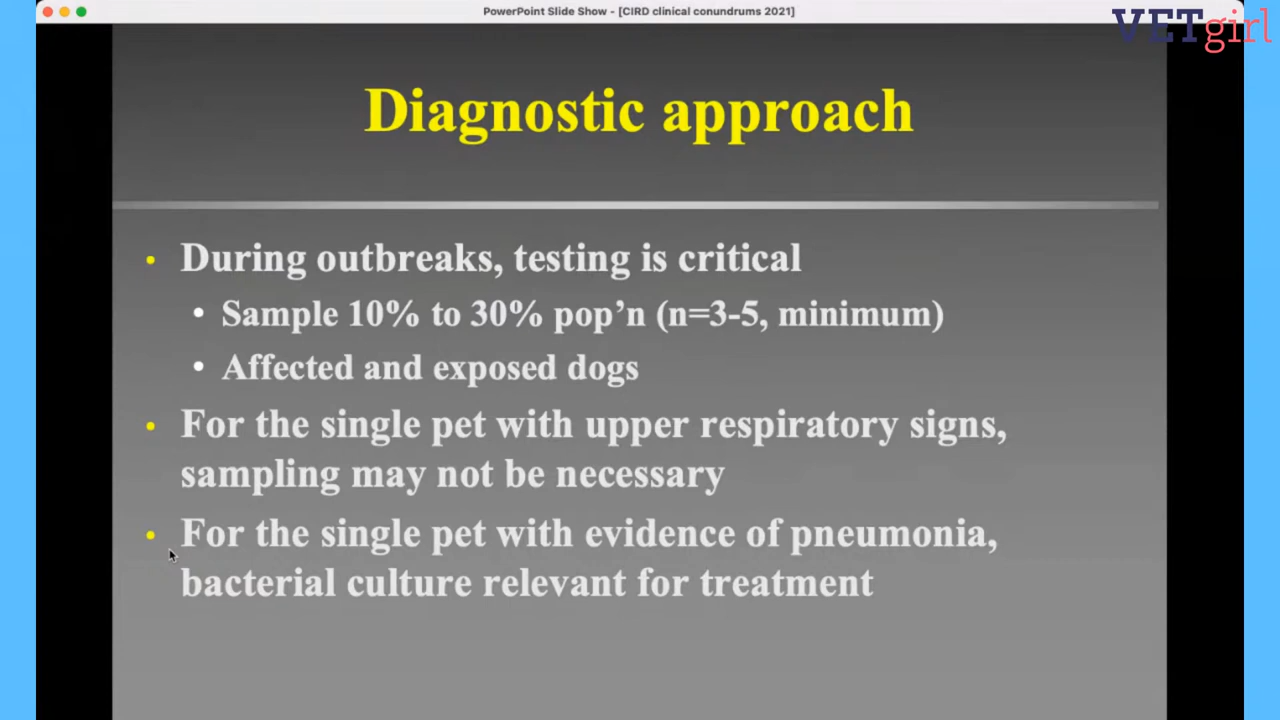 PowerPoint Slide Show - [CIRD clinical conundrums 2021]
VETgirl
Diagnostic approach
• During outbreaks, testing is critical
• Sample 10% to 30% pop’n (n=3-5, minimum)
• Affected and exposed dogs
• For the single pet with upper respiratory signs,
sampling may not be necessary
• For the single pet with evidence of pneumonia,
bacterial culture relevant for treatment